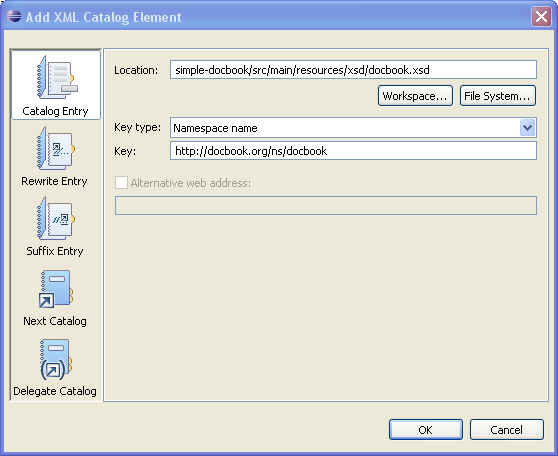 Add XML Catalog Element
Catalog Entry
Rewrite Entry
Suffix Entry
Next Catalog
Delegate Catalog
Location: simple-docbook/src/main/resources/xsd/docbook.xsd
Workspace... File System...
Key type: Namespace name
Key: http://docbook.org/ns/docbook
Alternative web address:
OK Cancel